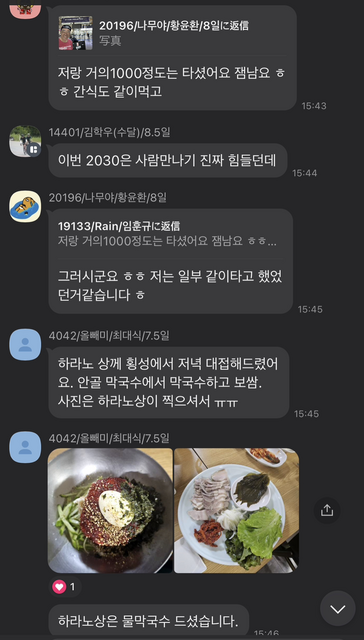 20196/나무야/황윤환/8일に返信
写真
저랑 거의1000정도는 타셨어요 잼남요 ㅎ
ㅎ 간식도 같이먹고
15:43
14401/김학우(수달)/8.5일
이번 2030은 사람만나기 진짜 힘들던데
15:44
20196/나무야/황윤환/8일
19133/Rain/임훈규に返信
저랑 거의1000정도는 타셨어요 잼남요 ㅎㅎ...
그러시군요 ㅎㅎ 저는 일부 같이타고 했었
던거같습니다 ㅎ
15:45
4042/올빼미/최대식/7.5일
하라노 상께 횡성에서 저녁 대접해드렸어
요. 안골 막국수에서 막국수하고 보쌈.
사진은 하라노상이 찍으셔서 ㅠㅠ
15:45
4042/올빼미/최대식/7.5일
1
하라노상은 물막국수 드셨습니다.
15:46